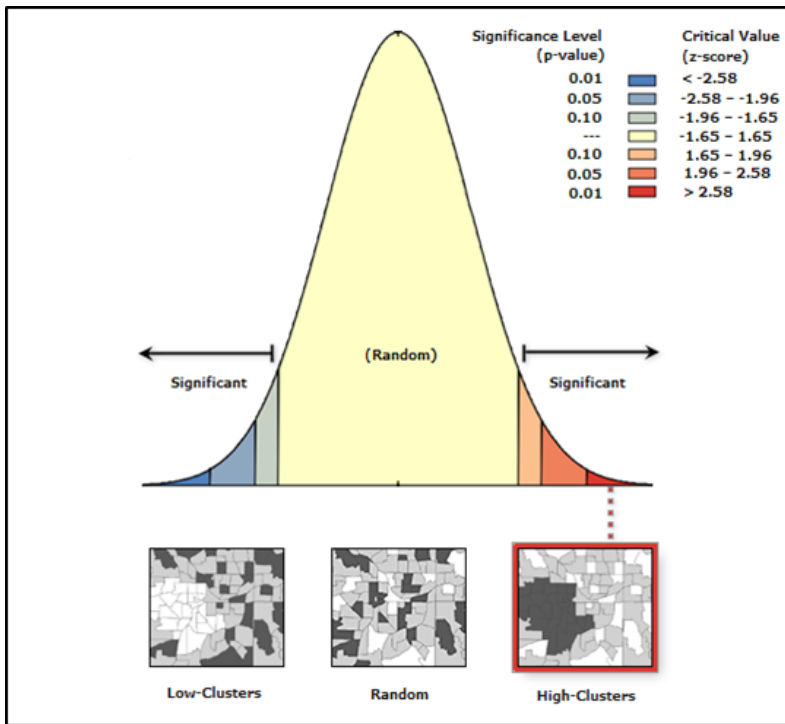 Significance Level Critical Value
(p-value) (z-score)
0.01 < -2.58
0.05 -2.58 – -1.96
0.10 -1.96 – -1.65
--- -1.65 – 1.65
0.10 1.65 – 1.96
0.05 1.96 – 2.58
0.01 > 2.58
(Random)
Significant Significant
Low-Clusters Random High-Clusters